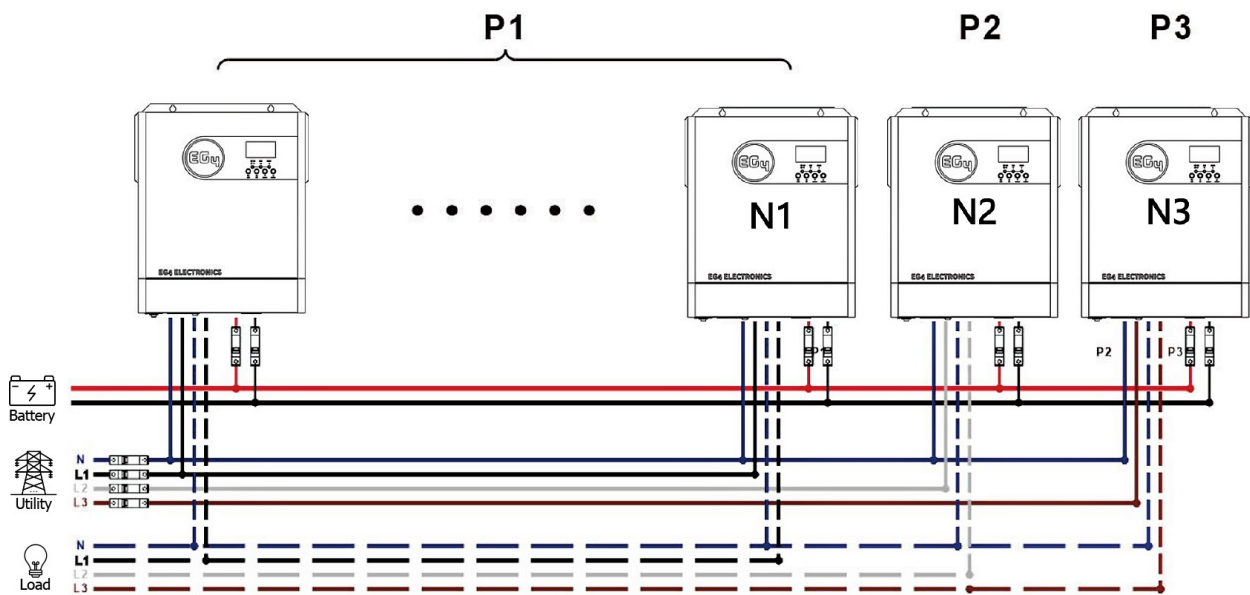 P1 P2 P3
EG4 EG4 EG4 EG4
N1 N2 N3
EG4 ELECTRONICS EG4 ELECTRONICS EG4 ELECTRONICS EG4 ELECTRONICS
P1 P2 P3
- +
Battery
N
L1
L2
L3
Utility
N
L1
L2
L3
Load